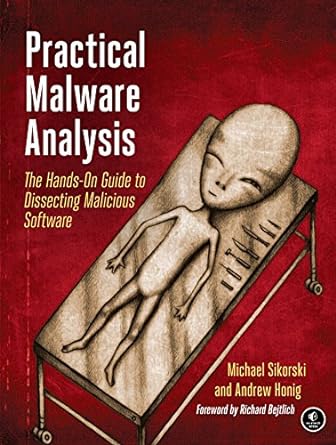 Practical
Malware
Analysis
The Hands-On Guide to
Dissecting Malicious
Software
Michael Sikorski
and Andrew Honig
Foreword by Richard Bejtlich